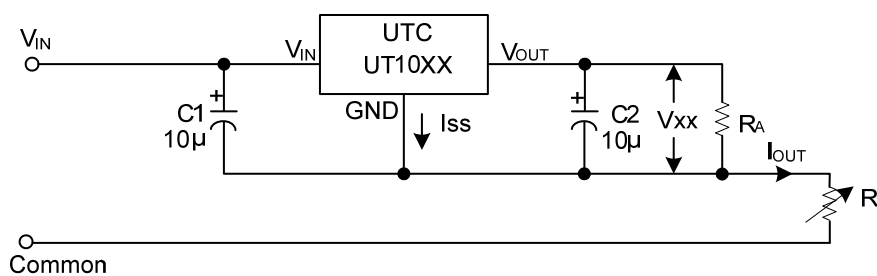 VIN
VIN
UTC
UT10XX
VOUT
GND
Iss
C1
10µ
C2
10µ
Vxx
RA
IOUT
R
Common